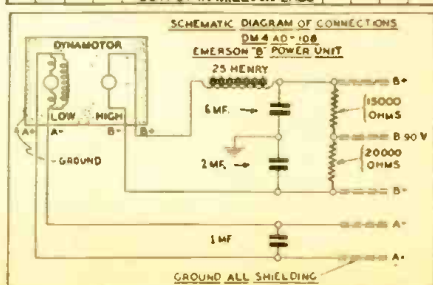 SCHEMATIC DIAGRAM OF CONNECTIONS
DM4 AD-108
EMERSON "B" POWER UNIT
DYNAMOTOR
25 HENRY
B+
6 MF.
15000
OHMS
LOW HIGH
A+ A- B- B+
B 90 V
GROUND
2 MF.
20000
OHMS
B-
A-
1 MF
A+
GROUND ALL SHIELDING